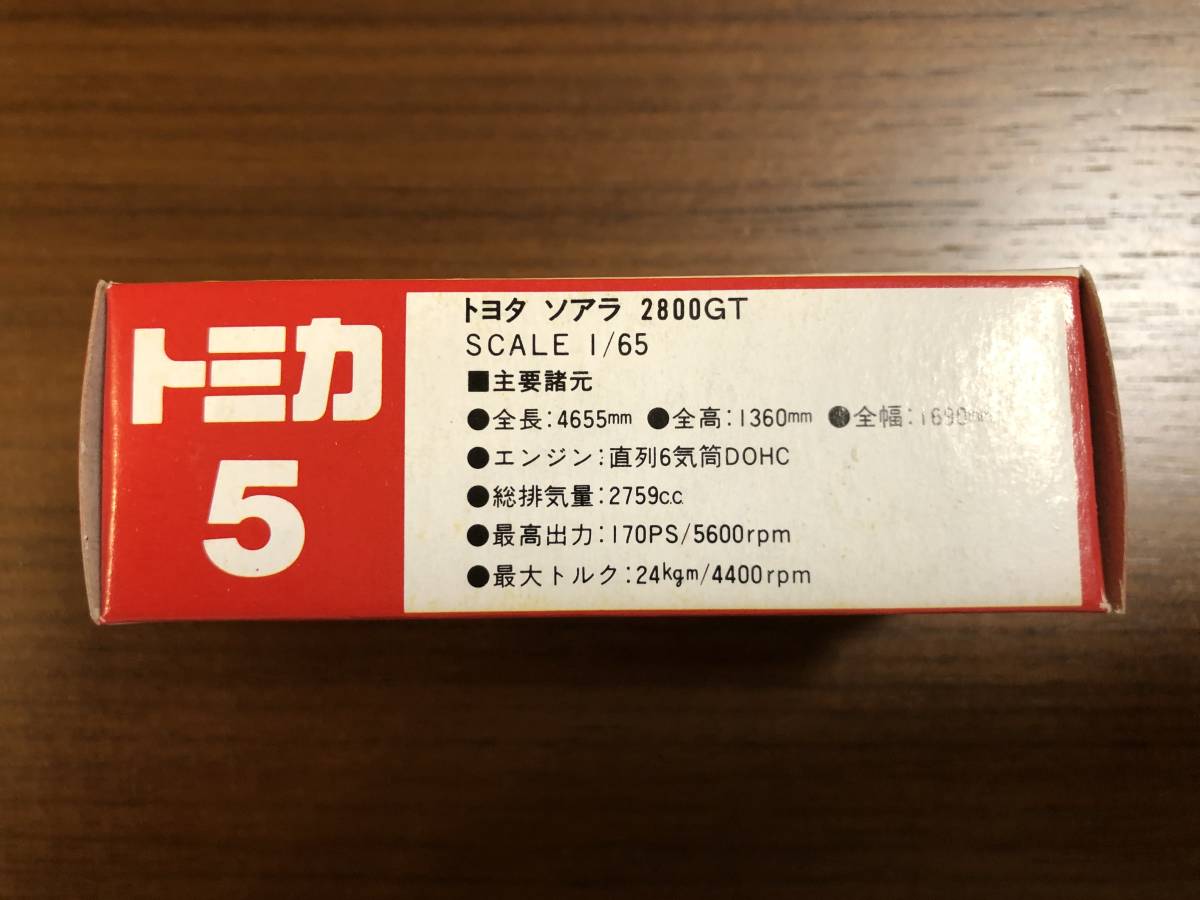 トミカ
5
トヨタ ソアラ 2800GT
SCALE 1/65
■主要諸元
●全長:4655mm ●全高:1360mm ●全幅:1690mm
●エンジン:直列6気筒DOHC
●総排気量:2759c.c.
●最高出力:170PS/5600rpm
●最大トルク:24kgm/4400rpm